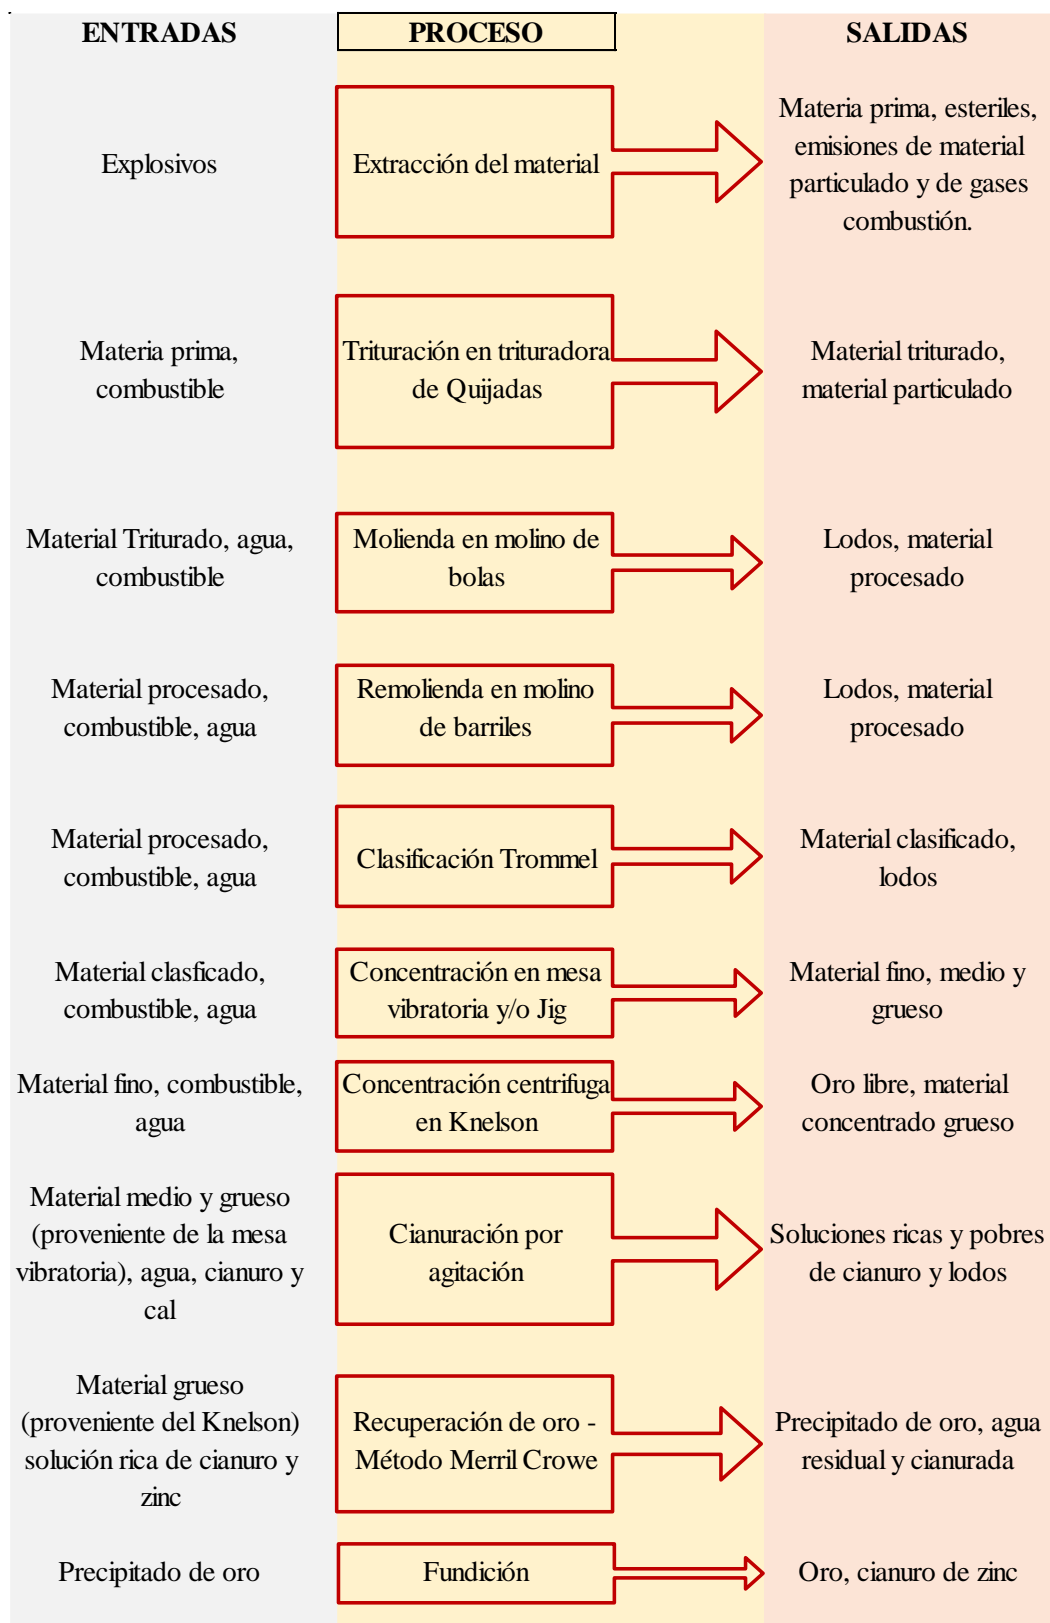 ENTRADAS
PROCESO
SALIDAS
Explosivos
Extracción del material
Materia prima, esteriles,
emisiones de material
particulado y de gases
combustión.
Materia prima,
combustible
Trituración en trituradora
de Quijadas
Material triturado,
material particulado
Material Triturado, agua,
combustible
Molienda en molino de
bolas
Lodos, material
procesado
Material procesado,
combustible, agua
Remolienda en molino
de barriles
Lodos, material
procesado
Material procesado,
combustible, agua
Clasificación Trommel
Material clasificado,
lodos
Material clasficado,
combustible, agua
Concentración en mesa
vibratoria y/o Jig
Material fino, medio y
grueso
Material fino, combustible,
agua
Concentración centrifuga
en Knelson
Oro libre, material
concentrado grueso
Material medio y grueso
(proveniente de la mesa
vibratoria), agua, cianuro y
cal
Cianuración por
agitación
Soluciones ricas y pobres
de cianuro y lodos
Material grueso
(proveniente del Knelson)
solución rica de cianuro y
zinc
Recuperación de oro -
Método Merril Crowe
Precipitado de oro, agua
residual y cianurada
Precipitado de oro
Fundición
Oro, cianuro de zinc